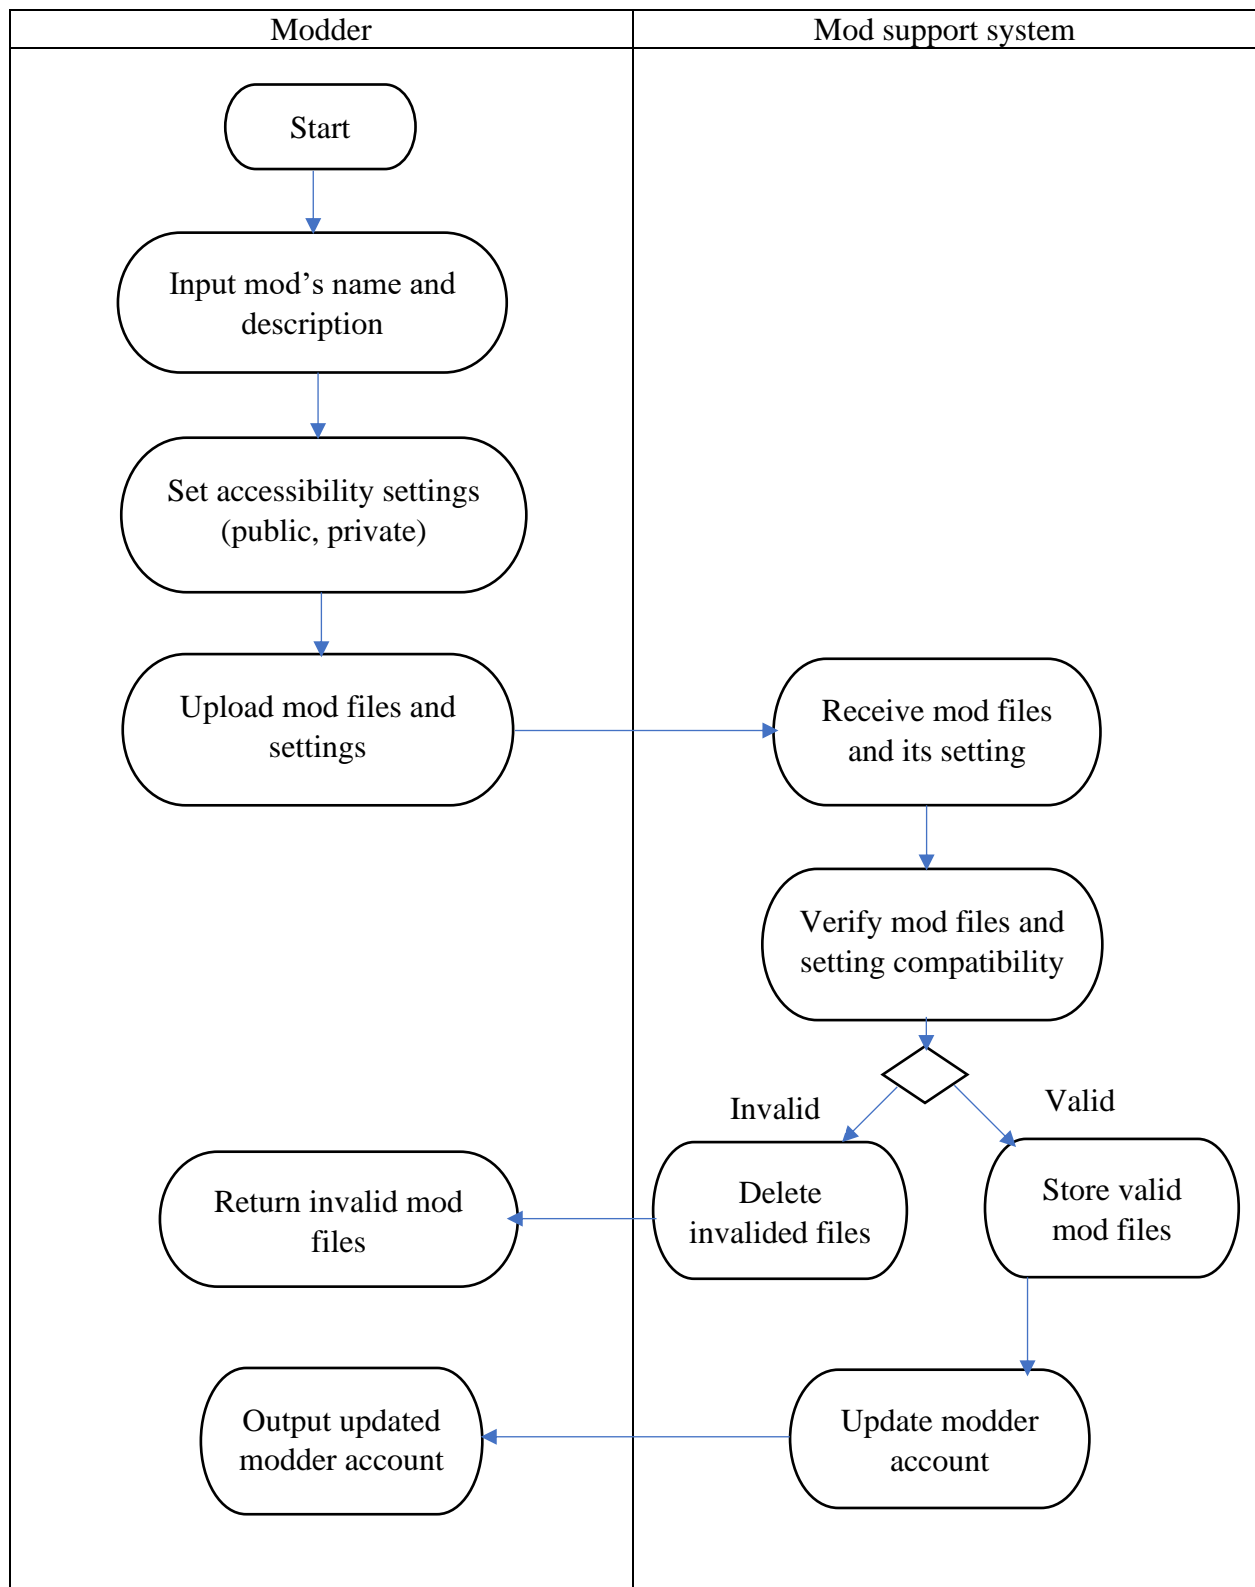 Modder
Mod support system
Start
Input mod’s name and
description
Set accessibility settings
(public, private)
Upload mod files and
settings
Receive mod files
and its setting
Verify mod files and
setting compatibility
Invalid
Valid
Return invalid mod
files
Delete
invalided files
Store valid
mod files
Output updated
modder account
Update modder
account